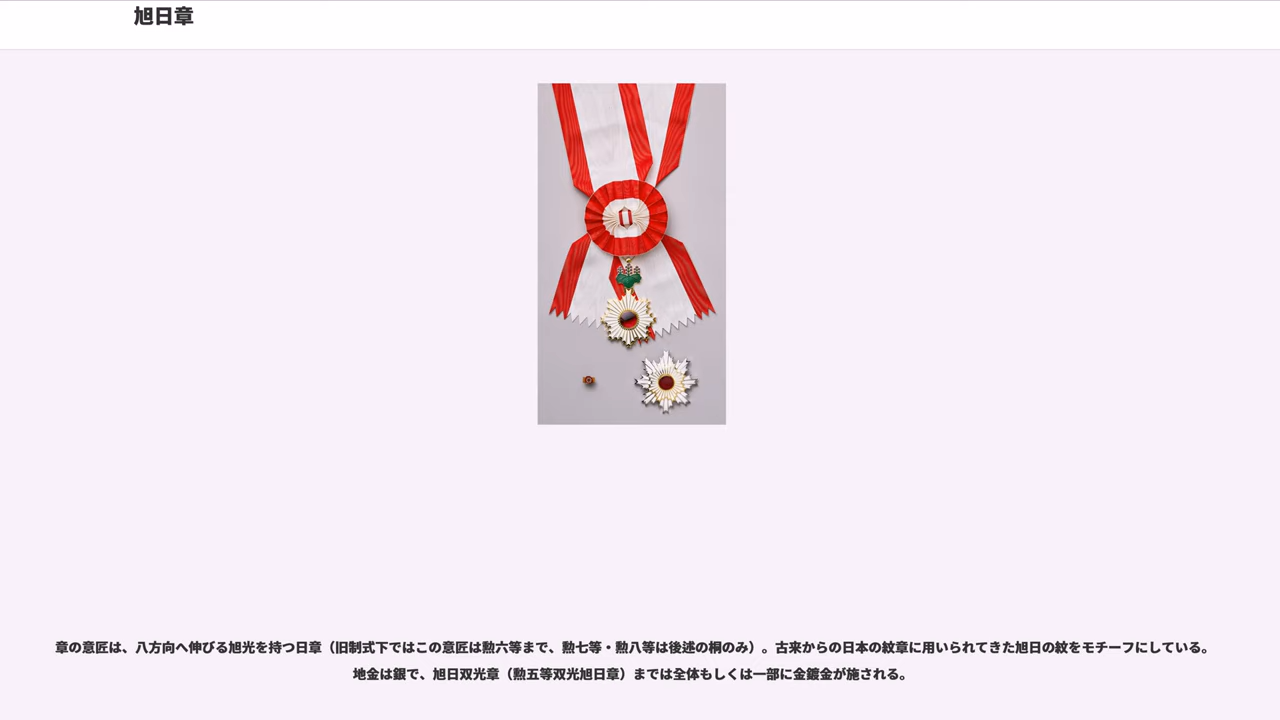 旭日章
章の意匠は、八方向へ伸びる旭光を持つ日章（旧制式下ではこの意匠は勲六等まで、勲七等・勲八等は後述の桐のみ）。古来からの日本の紋章に用いられてきた旭日の紋をモチーフにしている。
地金は銀で、旭日双光章（勲五等双光旭日章）までは全体もしくは一部に金鍍金が施される。